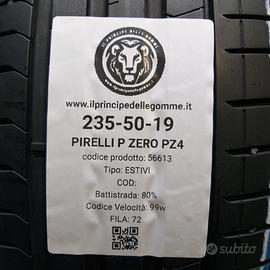 IL PRINCIPE DELLE GOMME
www.ilprincipedellegomme.it
235-50-19
PIRELLI P ZERO PZ4
codice prodotto: 56613
Tipo: ESTIVI
COD:
Battistrada: 80%
Codice Velocità: 99w
FILA: 72
subito